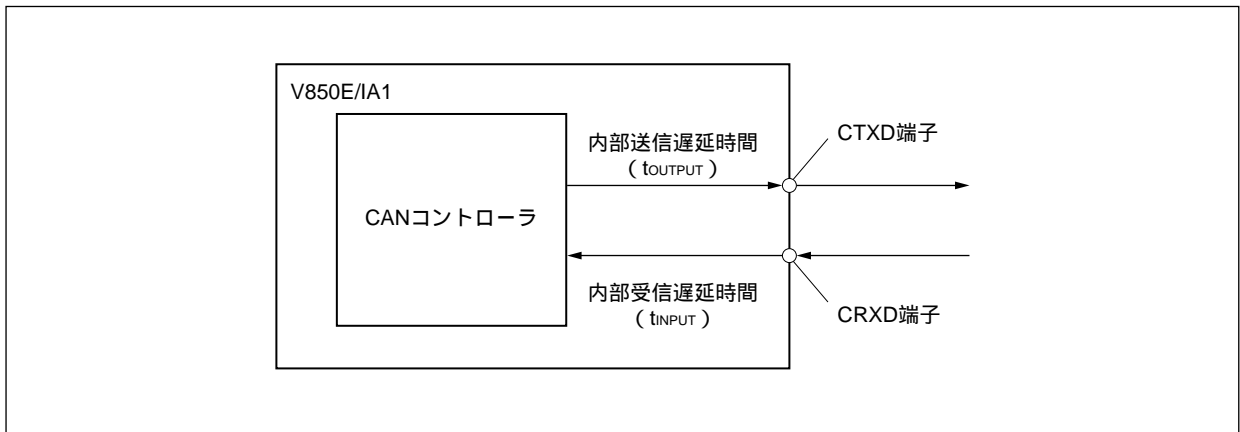 V850E/IA1
内部送信遅延時間
（tOUTPUT）
CTXD端子
CANコントローラ
内部受信遅延時間
（tINPUT）
CRXD端子